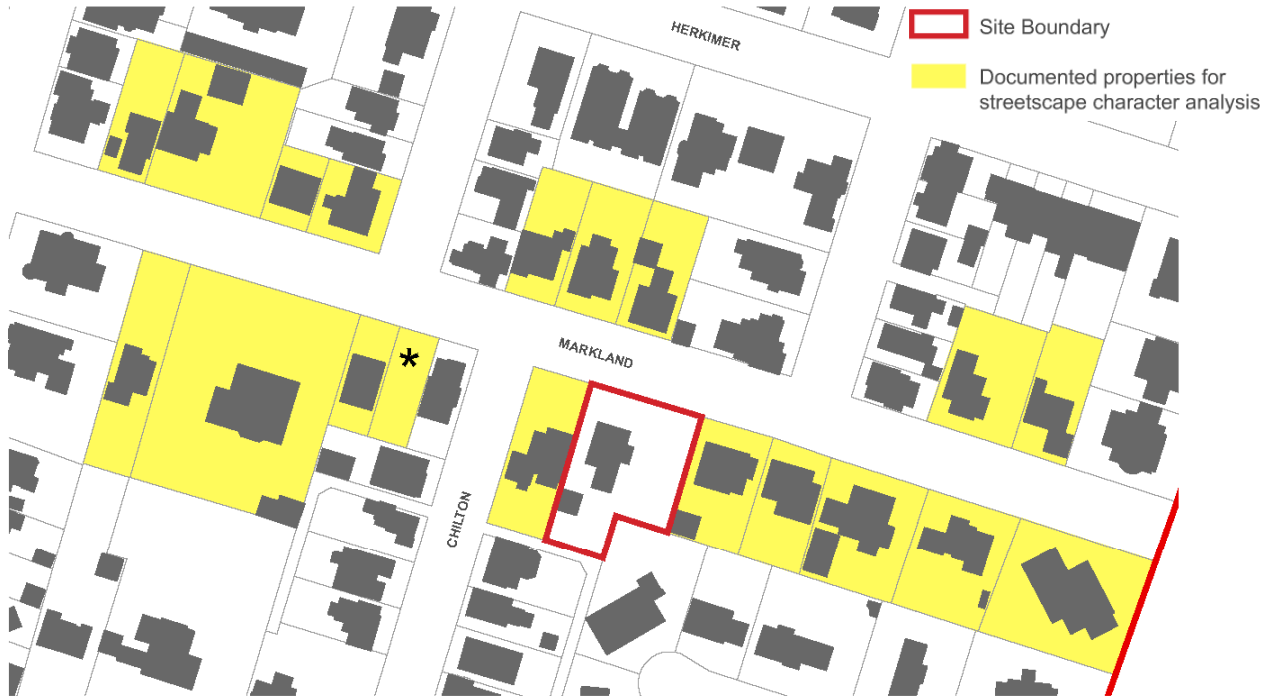 HERKIMER
Site Boundary
Documented properties for
streetscape character analysis
*
MARKLAND
CHILTON